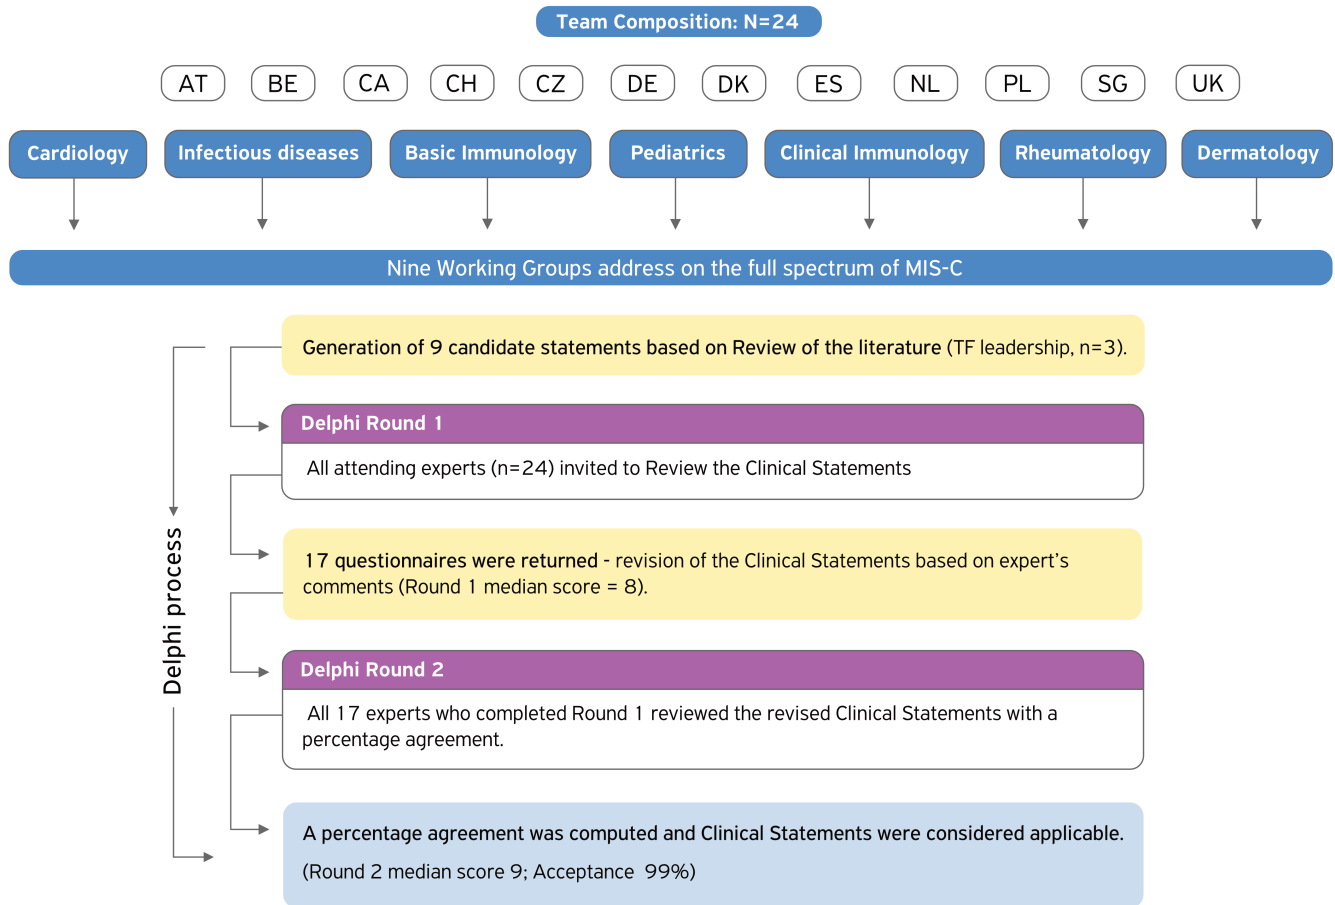 Team Composition: N=24
AT BE CA CH CZ DE DK ES NL PL SG UK
Cardiology Infectious diseases Basic Immunology Pediatrics Clinical Immunology Rheumatology Dermatology
Nine Working Groups address on the full spectrum of MIS-C
Delphi process
Generation of 9 candidate statements based on Review of the literature (TF leadership, n=3).
Delphi Round 1
All attending experts (n=24) invited to Review the Clinical Statements
17 questionnaires were returned - revision of the Clinical Statements based on expert's
comments (Round 1 median score = 8).
Delphi Round 2
All 17 experts who completed Round 1 reviewed the revised Clinical Statements with a
percentage agreement.
A percentage agreement was computed and Clinical Statements were considered applicable.
(Round 2 median score 9; Acceptance 99%)